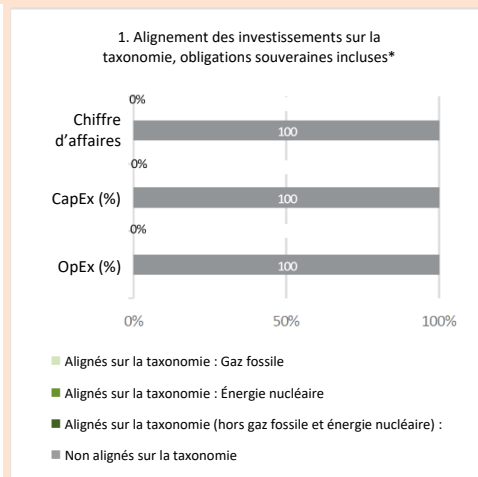 1. Alignement des investissements sur la
taxonomie, obligations souveraines incluses*
0%
Chiffre
d’affaires
100
0%
CapEx (%)
100
0%
OpEx (%)
100
0%
50%
100%
Alignés sur la taxonomie : Gaz fossile
Alignés sur la taxonomie : Énergie nucléaire
Alignés sur la taxonomie (hors gaz fossile et énergie nucléaire) :
Non alignés sur la taxonomie